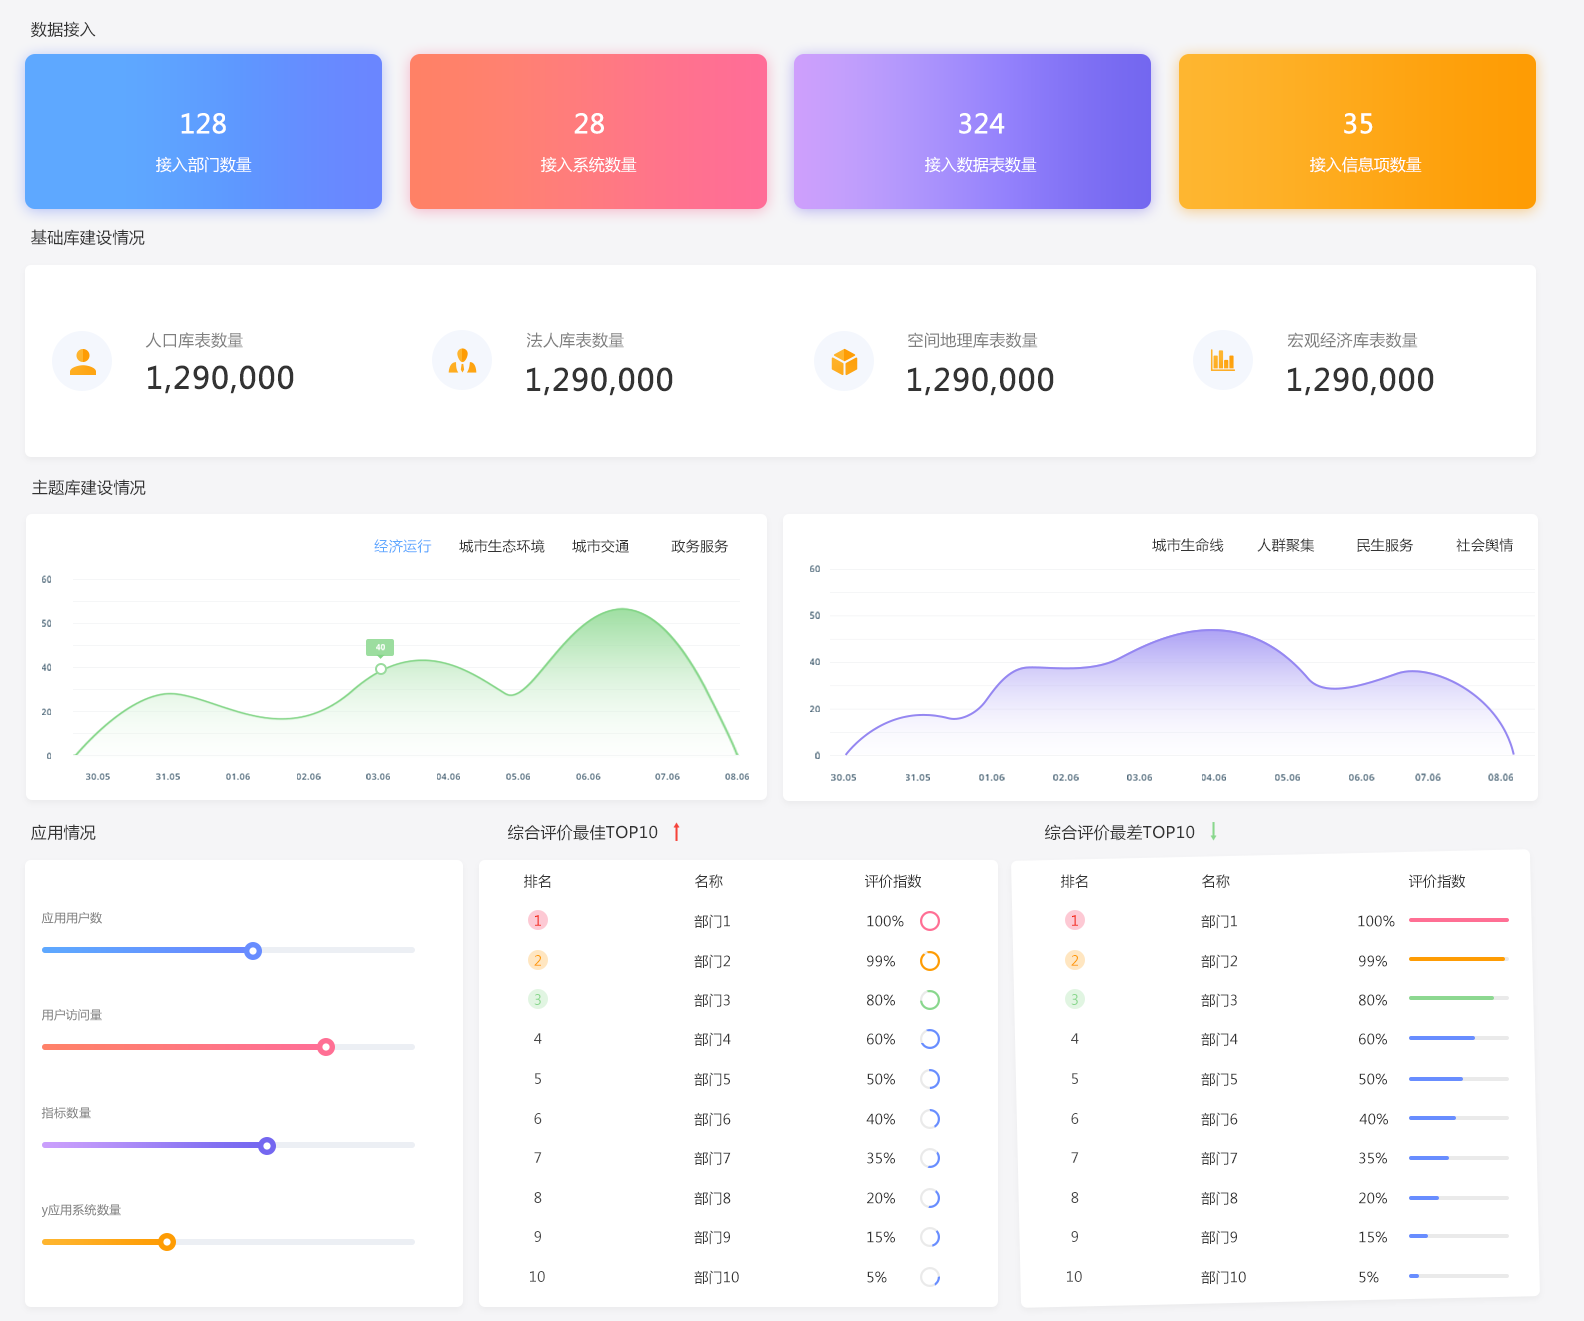 数据接入
128
接入部门数量
28
接入系统数量
324
接入数据表数量
35
接入信息项数量
基础库建设情况
人口库表数量
1,290,000
法人库表数量
1,290,000
空间地理库表数量
1,290,000
宏观经济库表数量
1,290,000
主题库建设情况
经济运行 城市生态环境 城市交通 政务服务
60
50
40
20
0
40
30.05 31.05 01.06 02.06 03.06 04.06 05.06 06.06 07.06 08.06
城市生命线 人群聚集 民生服务 社会舆情
60
50
40
20
0
30.05 31.05 01.06 02.06 03.06 04.06 05.06 06.06 07.06 08.06
应用情况
应用用户数
用户访问量
指标数量
y应用系统数量
综合评价最佳TOP10
排名 名称 评价指数
1 部门1 100%
2 部门2 99%
3 部门3 80%
4 部门4 60%
5 部门5 50%
6 部门6 40%
7 部门7 35%
8 部门8 20%
9 部门9 15%
10 部门10 5%
综合评价最差TOP10
排名 名称 评价指数
1 部门1 100%
2 部门2 99%
3 部门3 80%
4 部门4 60%
5 部门5 50%
6 部门6 40%
7 部门7 35%
8 部门8 20%
9 部门9 15%
10 部门10 5%